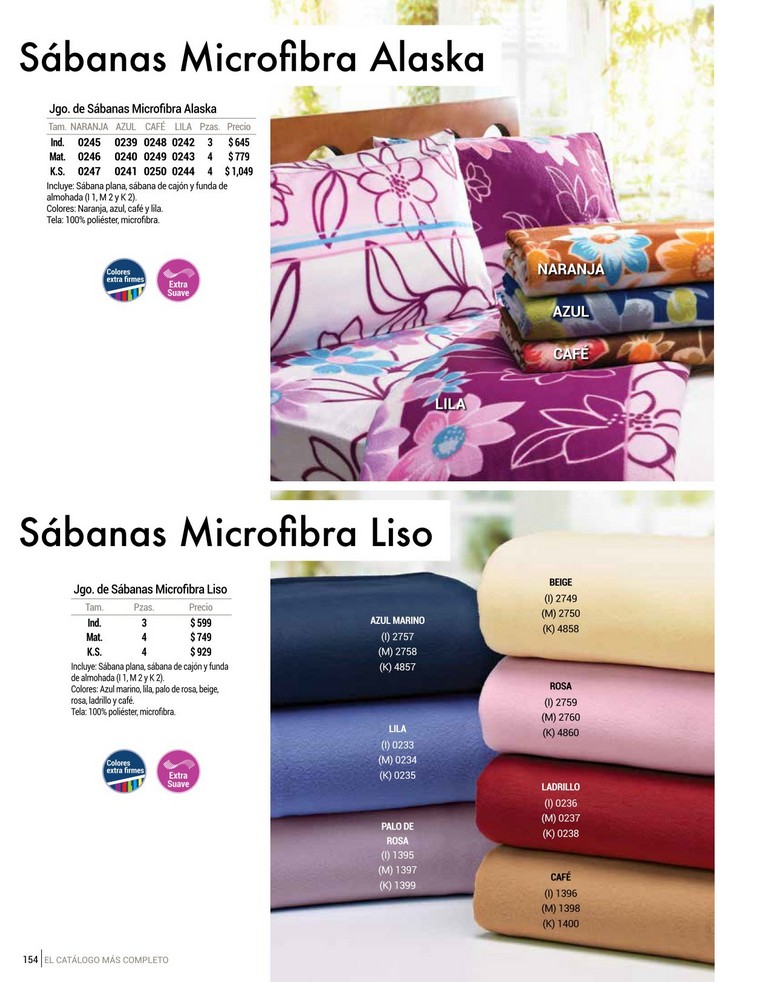 Sábanas Microfibra Alaska
Jgo. de Sábanas Microfibra Alaska
Tam. NARANJA AZUL CAFÉ LILA Pzas. Precio
Ind. 0245 0239 0248 0242 3 $ 645
Mat. 0246 0240 0249 0243 4 $ 779
K.S. 0247 0241 0250 0244 4 $ 1,049
Incluye: Sábana plana, sábana de cajón y funda de
almohada (I 1, M 2 y K 2).
Colores: Naranja, azul, café y lila.
Tela: 100% poliéster, microfibra.
Colores
extra firmes
Extra
Suave
NARANJA
AZUL
CAFÉ
LILA
Sábanas Microfibra Liso
Jgo. de Sábanas Microfibra Liso
Tam. Pzas. Precio
Ind. 3 $ 599
Mat. 4 $ 749
K.S. 4 $ 929
Incluye: Sábana plana, sábana de cajón y funda
de almohada (I 1, M 2 y K 2).
Colores: Azul marino, lila, palo de rosa, beige,
rosa, ladrillo y café.
Tela: 100% poliéster, microfibra.
Colores
extra firmes
Extra
Suave
AZUL MARINO
(I) 2757
(M) 2758
(K) 4857
LILA
(I) 0233
(M) 0234
(K) 0235
PALO DE
ROSA
(I) 1395
(M) 1397
(K) 1399
BEIGE
(I) 2749
(M) 2750
(K) 4858
ROSA
(I) 2759
(M) 2760
(K) 4860
LADRILLO
(I) 0236
(M) 0237
(K) 0238
CAFÉ
(I) 1396
(M) 1398
(K) 1400
154 EL CATÁLOGO MÁS COMPLETO